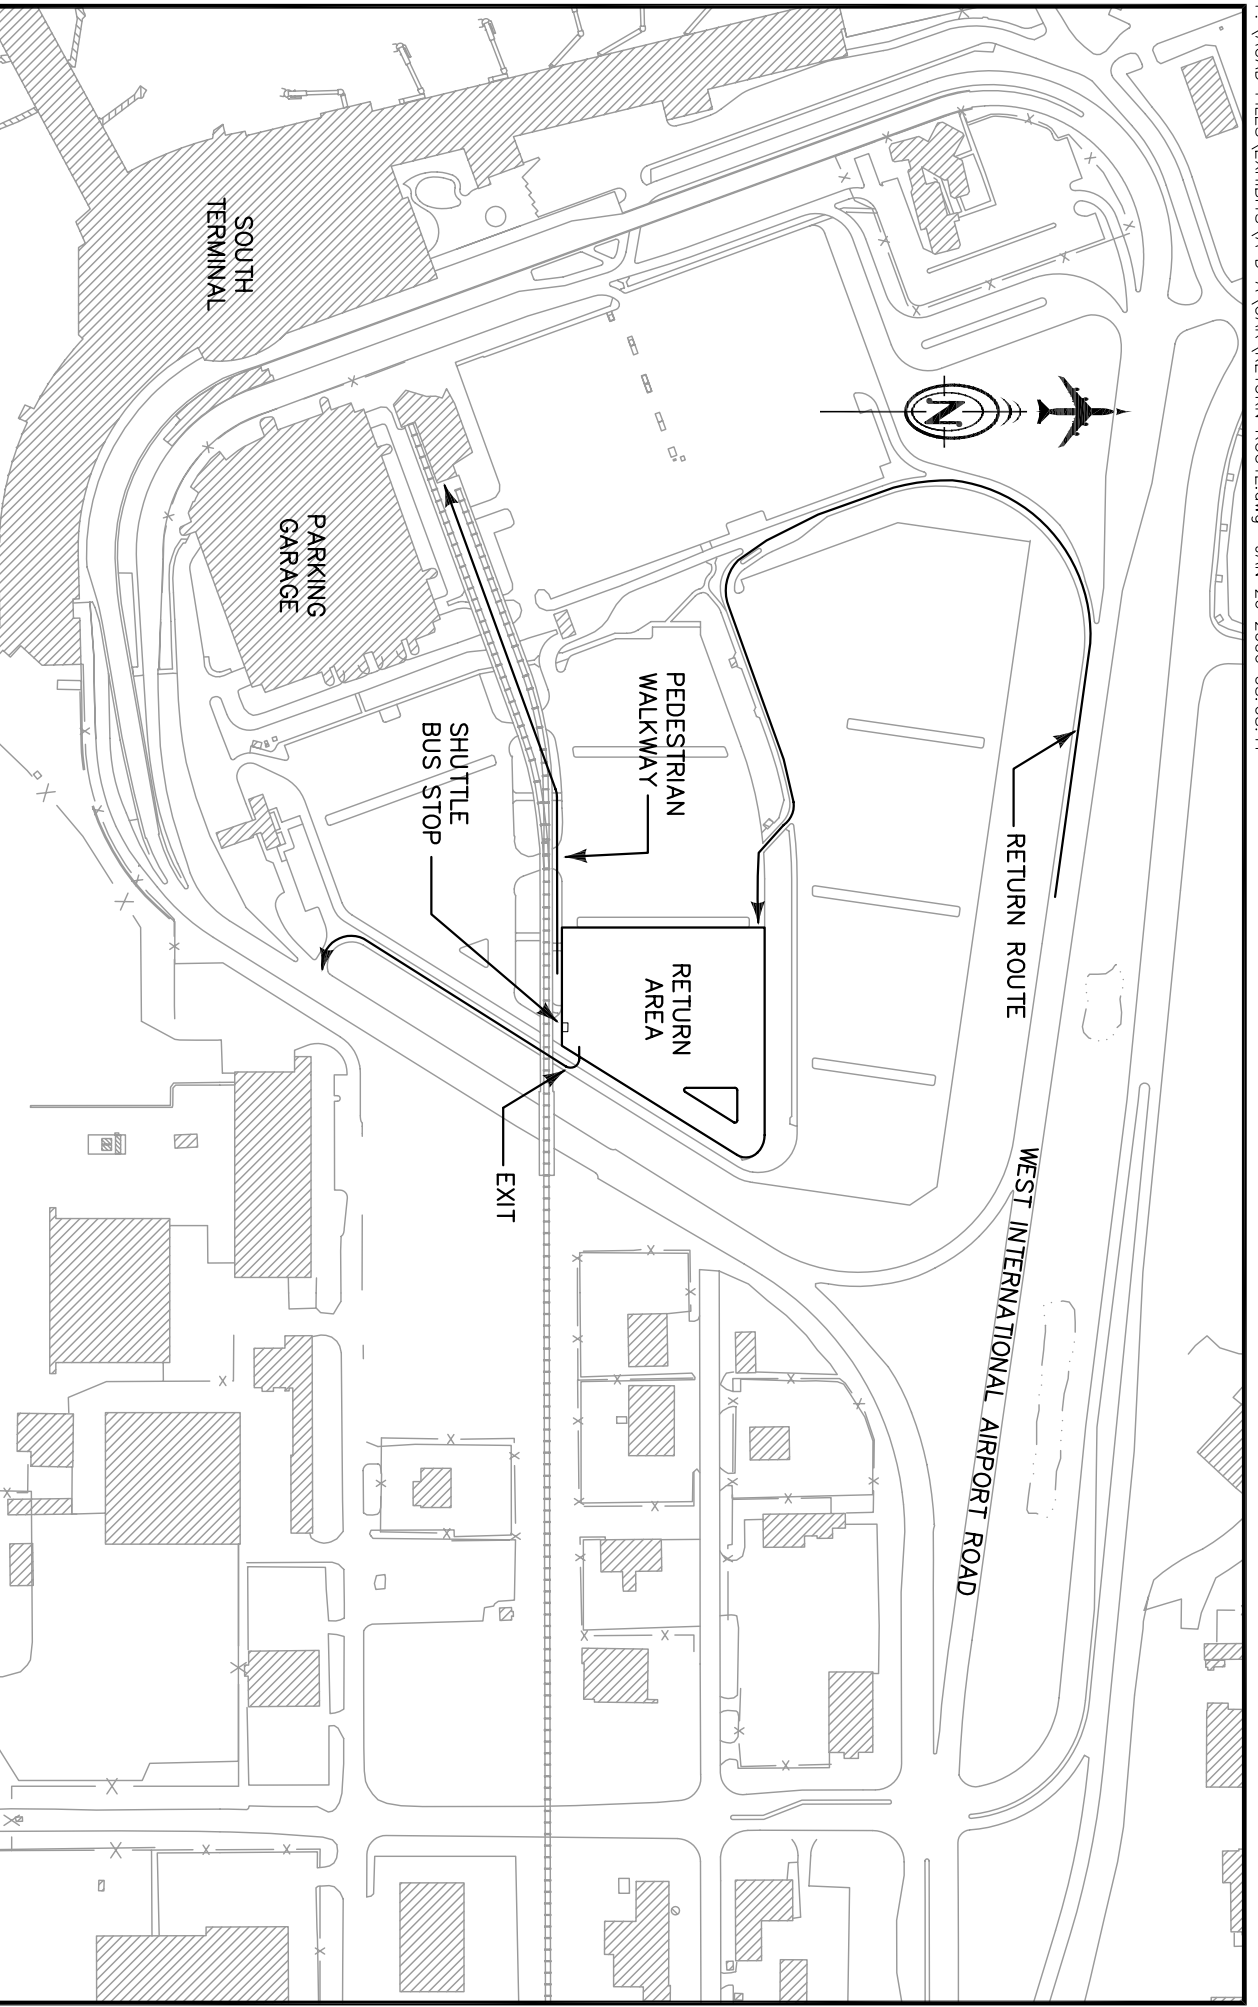 WEST INTERNATIONAL AIRPORT ROAD
RETURN ROUTE
N
RETURN
AREA
PEDESTRIAN
WALKWAY
EXIT
SHUTTLE
BUS STOP
PARKING
GARAGE
SOUTH
TERMINAL